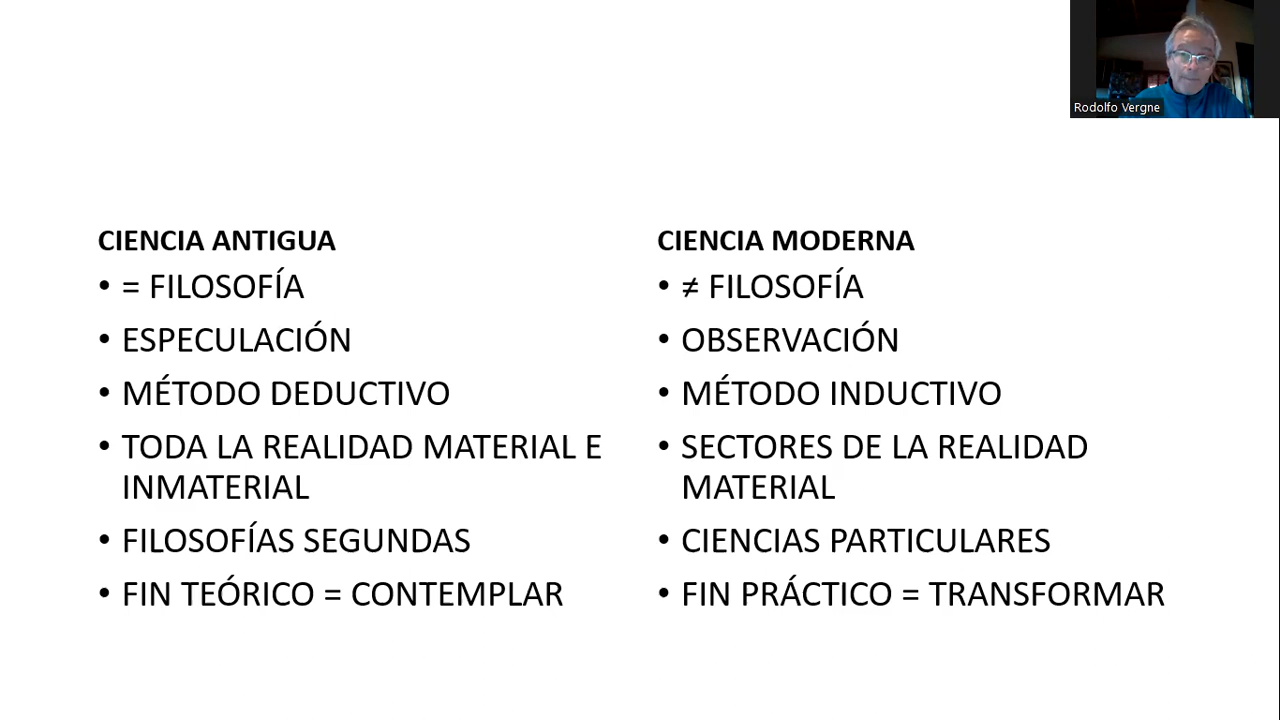 Rodolfo Vergne
CIENCIA ANTIGUA
• = FILOSOFÍA
• ESPECULACIÓN
• MÉTODO DEDUCTIVO
• TODA LA REALIDAD MATERIAL E
INMATERIAL
• FILOSOFÍAS SEGUNDAS
• FIN TEÓRICO = CONTEMPLAR
CIENCIA MODERNA
• ≠ FILOSOFÍA
• OBSERVACIÓN
• MÉTODO INDUCTIVO
• SECTORES DE LA REALIDAD
MATERIAL
• CIENCIAS PARTICULARES
• FIN PRÁCTICO = TRANSFORMAR